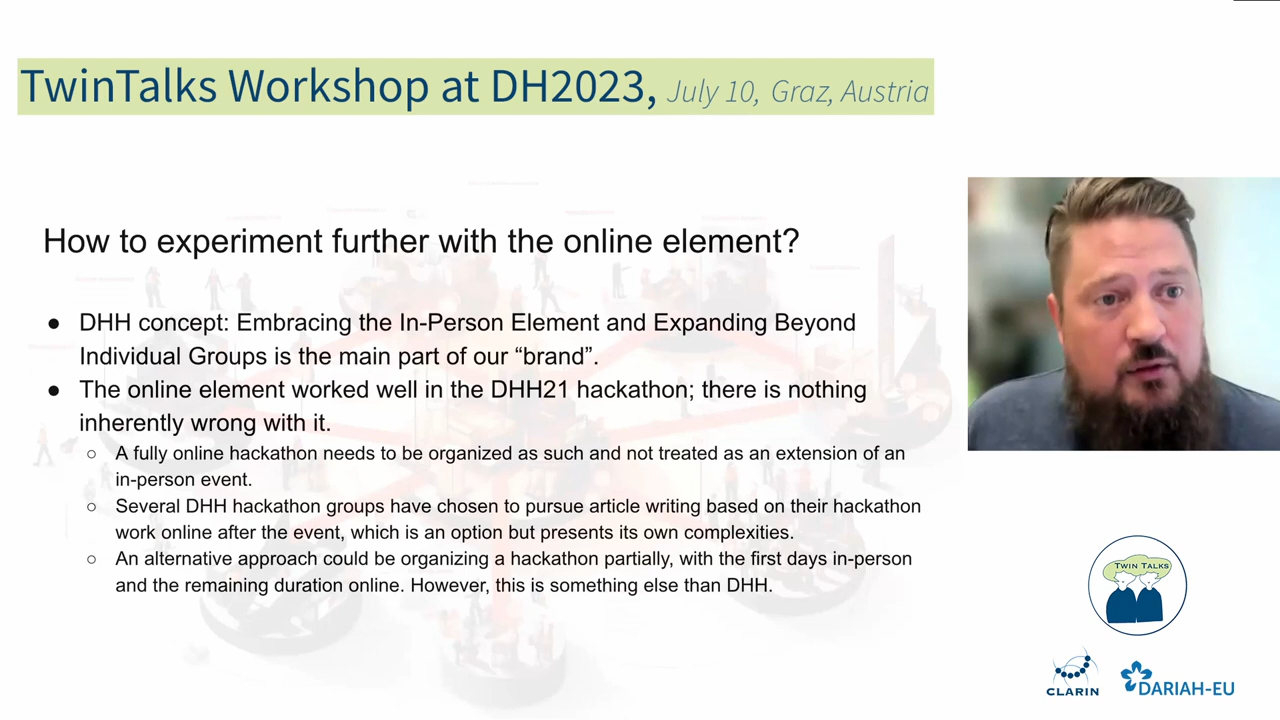 TwinTalks Workshop at DH2023, July 10, Graz, Austria
How to experiment further with the online element?
● DHH concept: Embracing the In-Person Element and Expanding Beyond
Individual Groups is the main part of our “brand”.
● The online element worked well in the DHH21 hackathon; there is nothing
inherently wrong with it.
○ A fully online hackathon needs to be organized as such and not treated as an extension of an
in-person event.
○ Several DHH hackathon groups have chosen to pursue article writing based on their hackathon
work online after the event, which is an option but presents its own complexities.
○ An alternative approach could be organizing a hackathon partially, with the first days in-person
and the remaining duration online. However, this is something else than DHH.
TWIN TALKS
CLARIN
DARIAH-EU